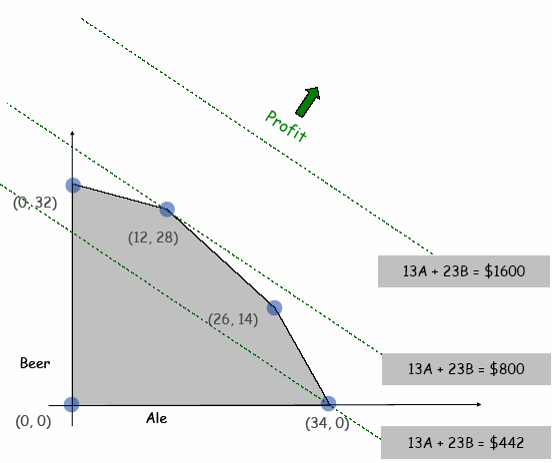 Profit
(0, 32)
(12, 28)
13A + 23B = $1600
(26, 14)
Beer
13A + 23B = $800
(0, 0)
Ale
(34, 0)
13A + 23B = $442